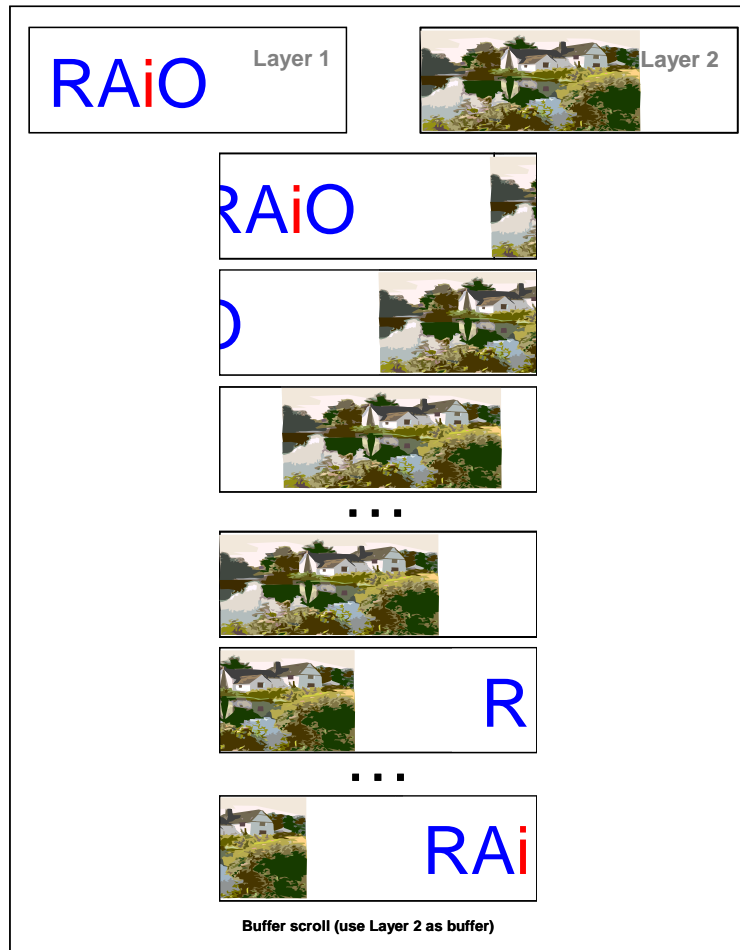 RAiO Layer 1
Layer 2
RAiO
O
. . .
R
. . .
RAi
Buffer scroll (use Layer 2 as buffer)